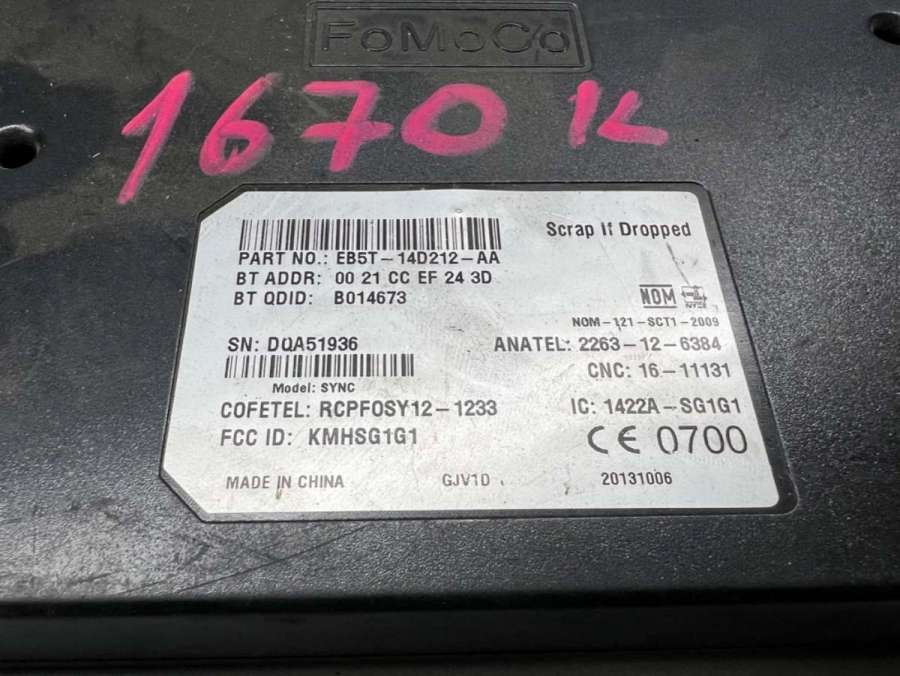 FoMoCo
1670 K
Scrap If Dropped
PART NO.: EB5T-14D212-AA
BT ADDR: 00 21 CC EF 24 3D
BT QDID: B014673
NOM
NYCE
NOM-121-SCT1-2009
SN: DQA51936
ANATEL: 2263-12-6384
CNC: 16-11131
Model: SYNC
COFETEL: RCPFOSY12-1233
IC: 1422A-SG1G1
FCC ID: KMHSG1G1
CE 0700
MADE IN CHINA
GJV1D
20131006